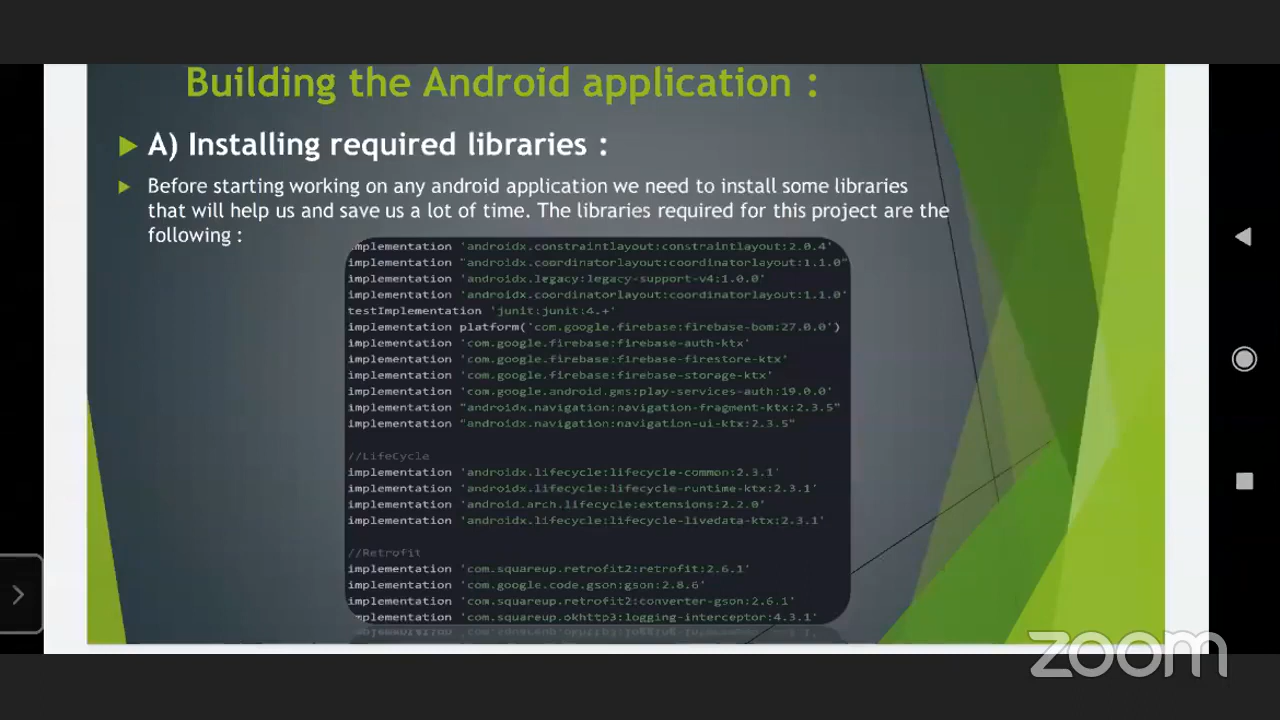 Building the Android application :
A) Installing required libraries :
Before starting working on any android application we need to install some libraries
that will help us and save us a lot of time. The libraries required for this project are the
following :
implementation 'androidx.constraintlayout:constraintlayout:2.0.4'
implementation "androidx.coordinatorlayout:coordinatorlayout:1.1.0"
implementation 'androidx.legacy:legacy-support-v4:1.0.0'
implementation 'androidx.coordinatorlayout:coordinatorlayout:1.1.0'
testImplementation 'junit:junit:4.+'
implementation platform('com.google.firebase:firebase-bom:27.0.0')
implementation 'com.google.firebase:firebase-auth-ktx'
implementation 'com.google.firebase:firebase-firestore-ktx'
implementation 'com.google.firebase:firebase-storage-ktx'
implementation 'com.google.android.gms:play-services-auth:19.0.0'
implementation "androidx.navigation:navigation-fragment-ktx:2.3.5"
implementation "androidx.navigation:navigation-ui-ktx:2.3.5"
//LifeCycle
implementation 'androidx.lifecycle:lifecycle-common:2.3.1'
implementation 'androidx.lifecycle:lifecycle-runtime-ktx:2.3.1'
implementation 'android.arch.lifecycle:extensions:2.2.0'
implementation 'androidx.lifecycle:lifecycle-livedata-ktx:2.3.1'
//Retrofit
implementation 'com.squareup.retrofit2:retrofit:2.6.1'
implementation 'com.google.code.gson:gson:2.8.6'
implementation 'com.squareup.retrofit2:converter-gson:2.6.1'
implementation 'com.squareup.okhttp3:logging-interceptor:4.3.1'
zoom